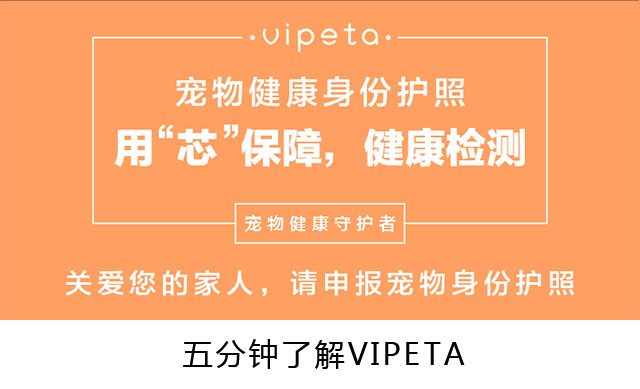 ·vipeta·
宠物健康身份护照
用“芯”保障，健康检测
宠物健康守护者
关爱您的家人，请申报宠物身份护照
五分钟了解VIPETA